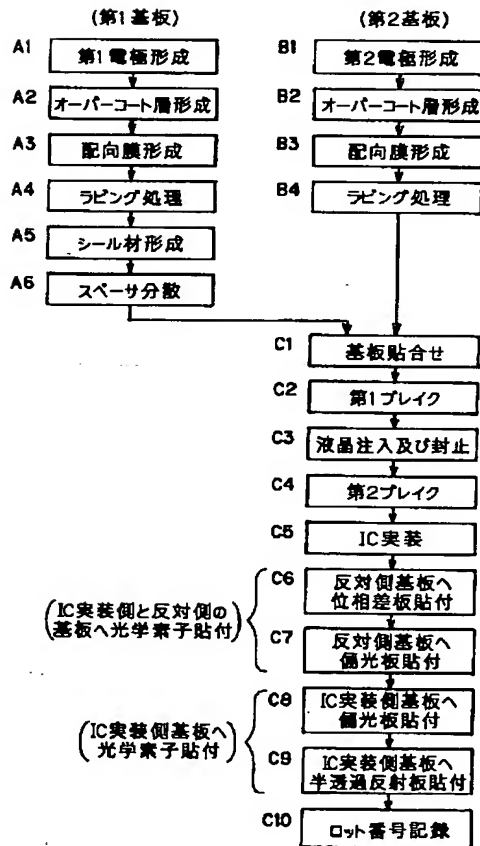 (第1基板)
(第2基板)
A1 第1電極形成
B1 第2電極形成
A2 オーバーコート層形成
B2 オーバーコート層形成
A3 配向膜形成
B3 配向膜形成
A4 ラビング処理
B4 ラビング処理
A5 シール材形成
A6 スペーサ分散
C1 基板貼合せ
C2 第1ブレイク
C3 液晶注入及び封止
C4 第2ブレイク
C5 IC実装
(IC実装側と反対側の
基板へ光学素子貼付)
C6 反対側基板へ
位相差板貼付
C7 反対側基板へ
偏光板貼付
(IC実装側基板へ
光学素子貼付)
C8 IC実装側基板へ
偏光板貼付
C9 IC実装側基板へ
半透過反射板貼付
C10 ロット番号記録